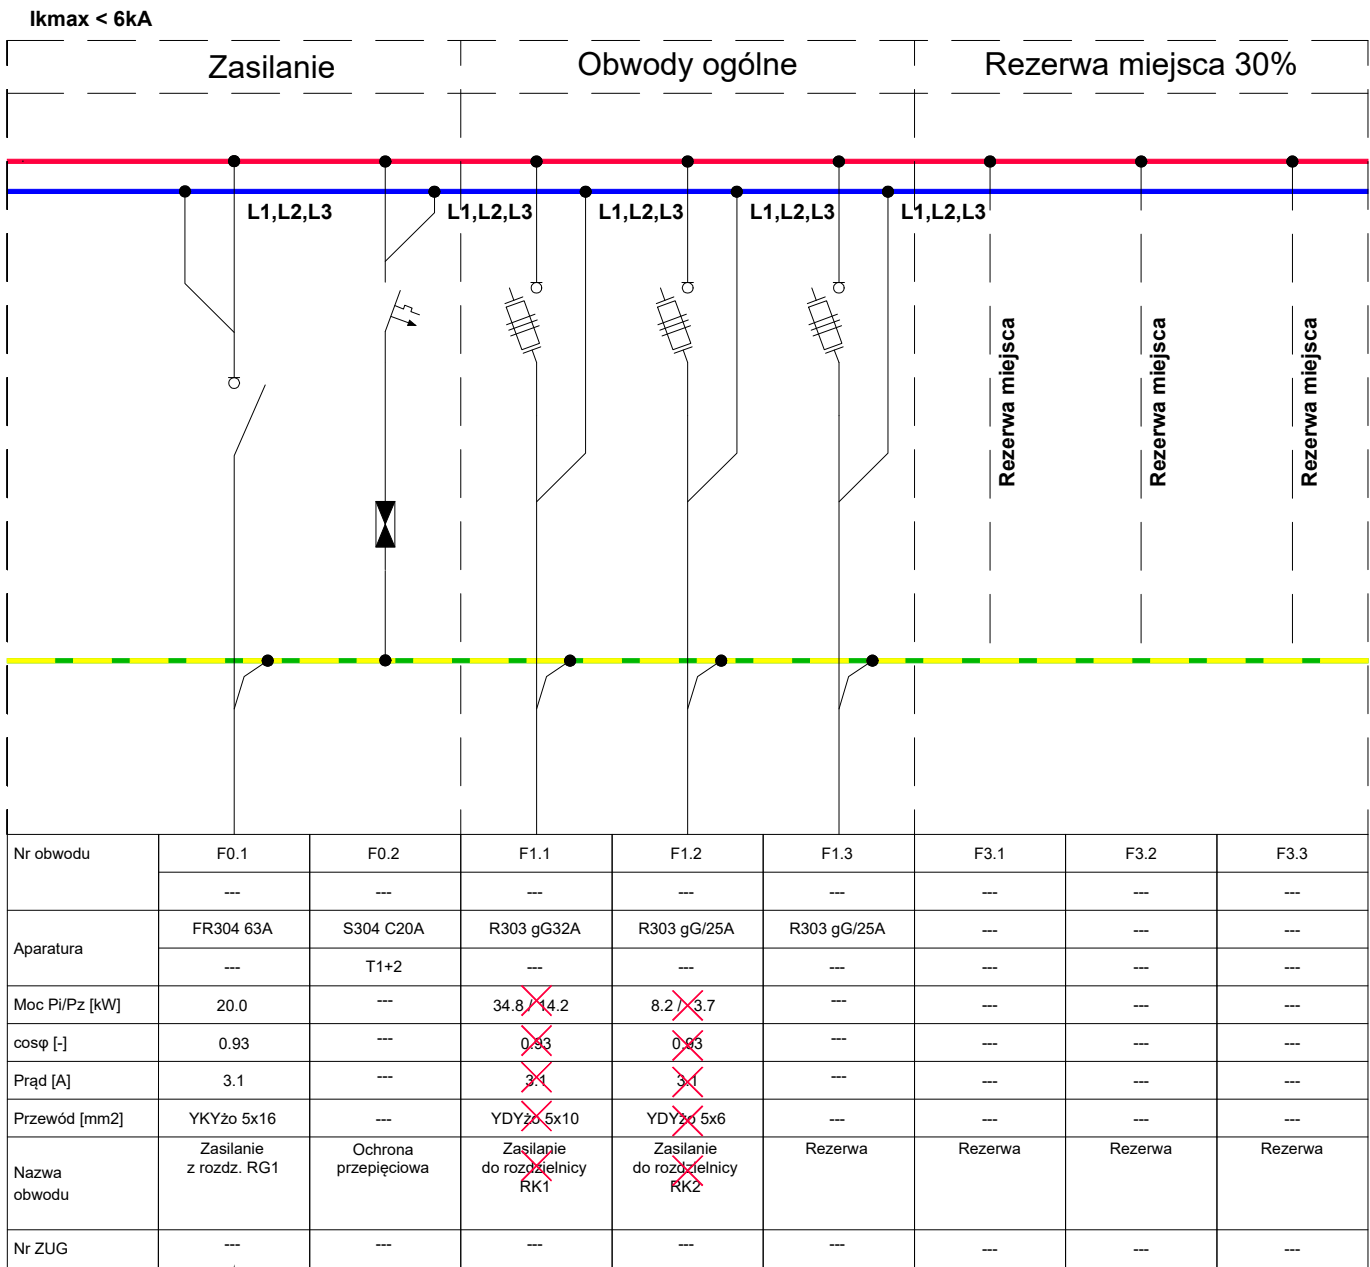 Ikmax < 6kA
Zasilanie Obwody ogólne Rezerwa miejsca 30%
L1,L2,L3 L1,L2,L3 L1,L2,L3 L1,L2,L3 L1,L2,L3
Rezerwa miejsca Rezerwa miejsca Rezerwa miejsca
Nr obwodu F0.1 F0.2 F1.1 F1.2 F1.3 F3.1 F3.2 F3.3
--- --- --- --- --- --- --- ---
Aparatura FR304 63A S304 C20A R303 gG32A R303 gG/25A R303 gG/25A --- --- ---
--- T1+2 --- --- --- --- --- ---
Moc Pi/Pz [kW] 20.0 --- 34.8 / 14.2 8.2 / 3.7 --- --- --- ---
cosφ [-] 0.93 --- 0.93 0.93 --- --- --- ---
Prąd [A] 3.1 --- 3.1 3.1 --- --- --- ---
Przewód [mm2] YKYżo 5x16 --- YDYżo 5x10 YDYżo 5x6 --- --- --- ---
Nazwa obwodu Zasilanie z rozdz. RG1 Ochrona przepięciowa Zasilanie do rozdzielnicy RK1 Zasilanie do rozdzielnicy RK2 Rezerwa Rezerwa Rezerwa Rezerwa
Nr ZUG --- --- --- --- --- --- --- ---